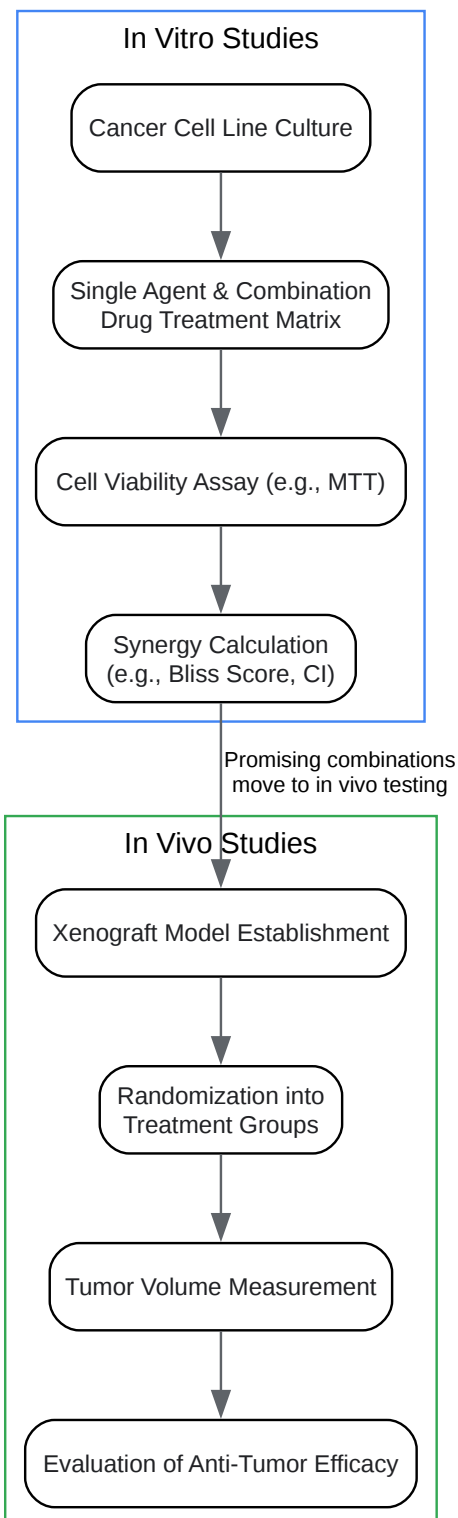 In Vitro Studies
Cancer Cell Line Culture
Single Agent & Combination
Drug Treatment Matrix
Cell Viability Assay (e.g., MTT)
Synergy Calculation
(e.g., Bliss Score, CI)
Promising combinations
move to in vivo testing
In Vivo Studies
Xenograft Model Establishment
Randomization into
Treatment Groups
Tumor Volume Measurement
Evaluation of Anti-Tumor Efficacy